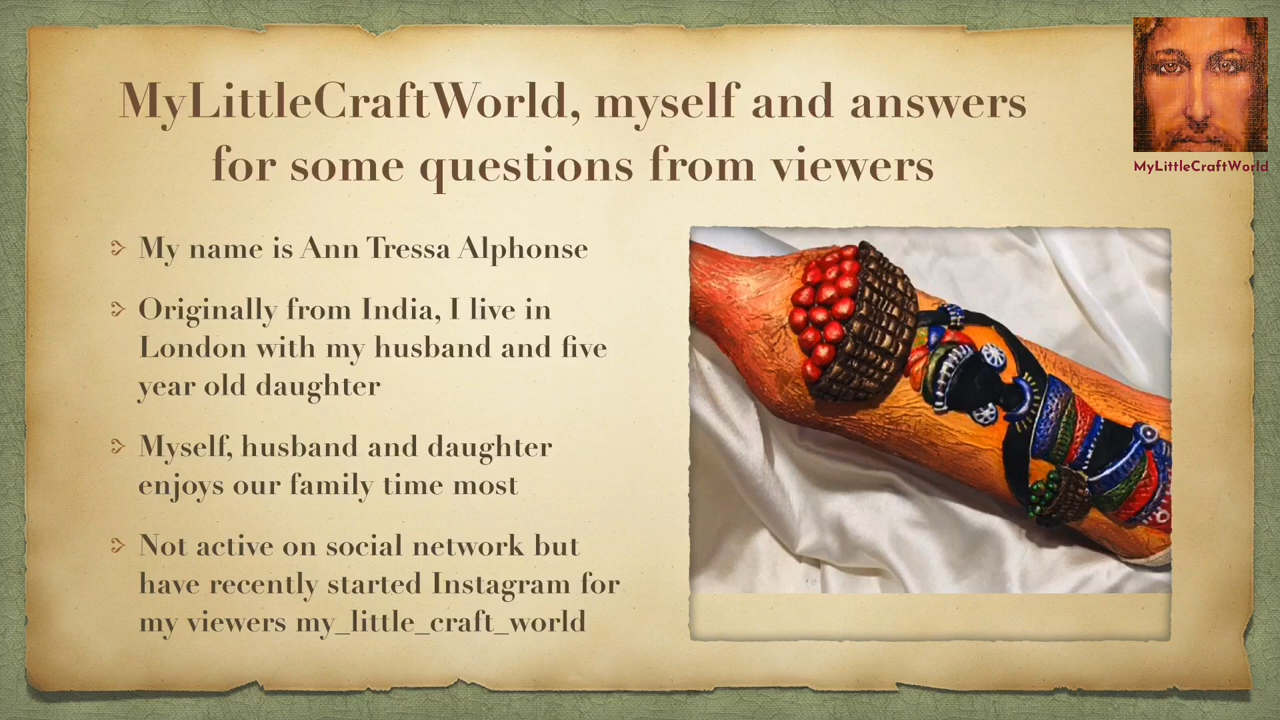 MyLittleCraftWorld, myself and answers
for some questions from viewers
MyLittleCraftWorld
My name is Ann Tressa Alphonse
Originally from India, I live in
London with my husband and five
year old daughter
Myself, husband and daughter
enjoys our family time most
Not active on social network but
have recently started Instagram for
my viewers my_little_craft_world